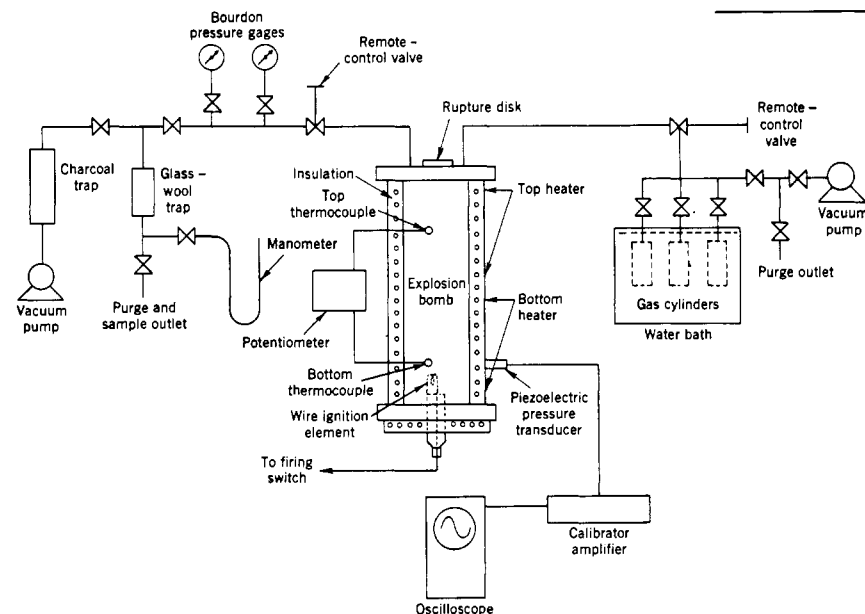 Bourdon
pressure gages
Remote –
control valve
Rupture disk
Remote –
control
valve
Charcoal
trap
Glass –
wool
trap
Insulation
Top
thermocouple
Top heater
Vacuum
pump
Manometer
Purge outlet
Explosion
bomb
Bottom
heater
Gas cylinders
Water bath
Vacuum
pump
Purge and
sample outlet
Potentiometer
Bottom
thermocouple
Wire ignition
element
Piezoelectric
pressure
transducer
To firing
switch
Calibrator
amplifier
Oscilloscope